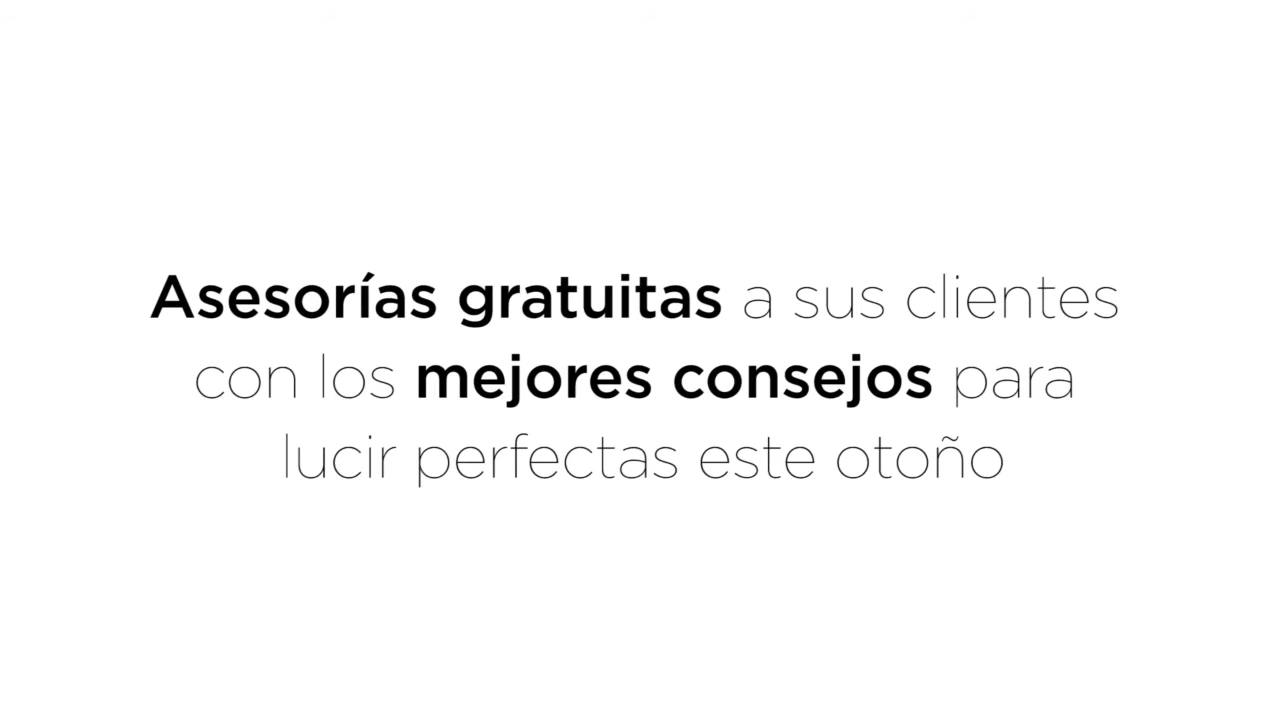 Asesorías gratuitas a sus clientes
con los mejores consejos para
lucir perfectas este otoño